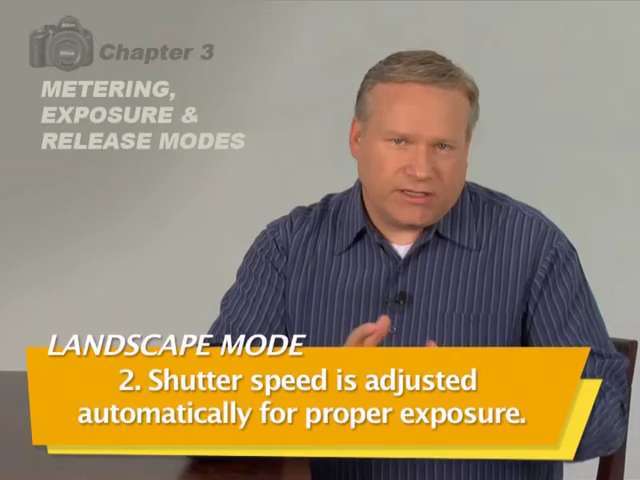 Chapter 3
METERING,
EXPOSURE &
RELEASE MODES
LANDSCAPE MODE
2. Shutter speed is adjusted
automatically for proper exposure.